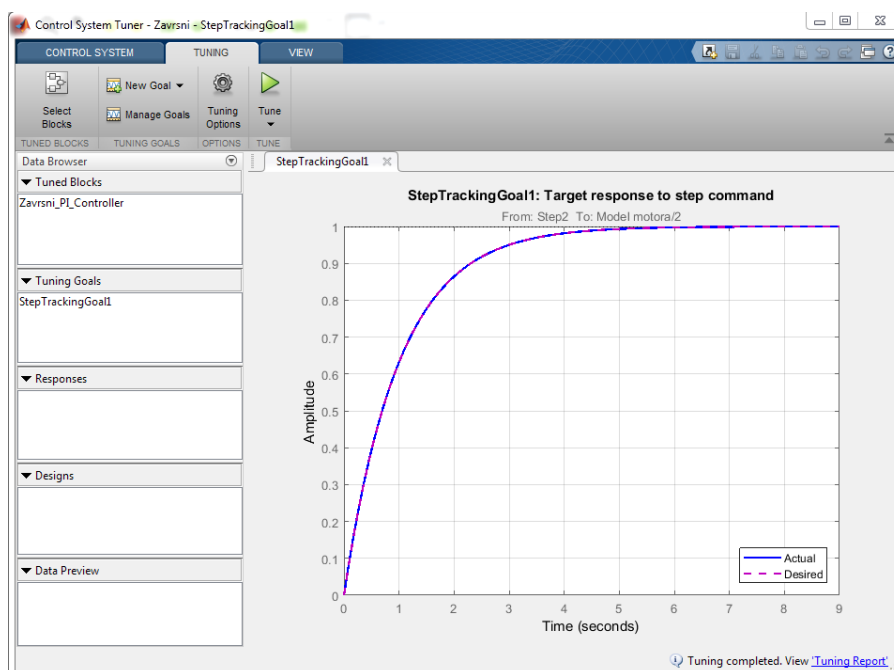 Control System Tuner - Zavrsni - StepTrackingGoal1
CONTROL SYSTEM
TUNING
VIEW
Select
Blocks
New Goal
Manage Goals
Tuning
Options
Tune
TUNED BLOCKS
TUNING GOALS
OPTIONS
TUNE
Data Browser
Tuned Blocks
Zavrsni_PI_Controller
Tuning Goals
StepTrackingGoal1
Responses
Designs
Data Preview
StepTrackingGoal1
StepTrackingGoal1: Target response to step command
From: Step2 To: Model motora/2
Amplitude
1
0.9
0.8
0.7
0.6
0.5
0.4
0.3
0.2
0.1
0
0 1 2 3 4 5 6 7 8 9
Time (seconds)
Actual
Desired
Tuning completed. View 'Tuning Report'